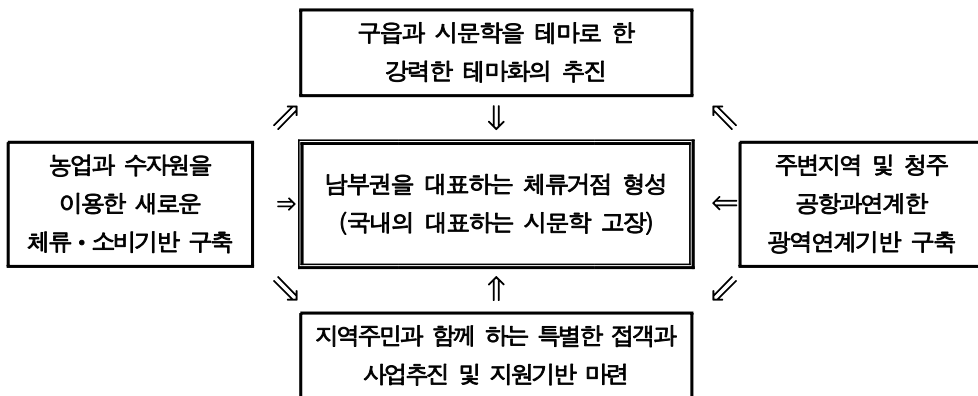 구읍과 시문학을 테마로 한
강력한 테마화의 추진
농업과 수자원을
이용한 새로운
체류·소비기반 구축
남부권을 대표하는 체류거점 형성
(국내의 대표하는 시문학 고장)
주변지역 및 청주
공항과연계한
광역연계기반 구축
지역주민과 함께 하는 특별한 접객과
사업추진 및 지원기반 마련